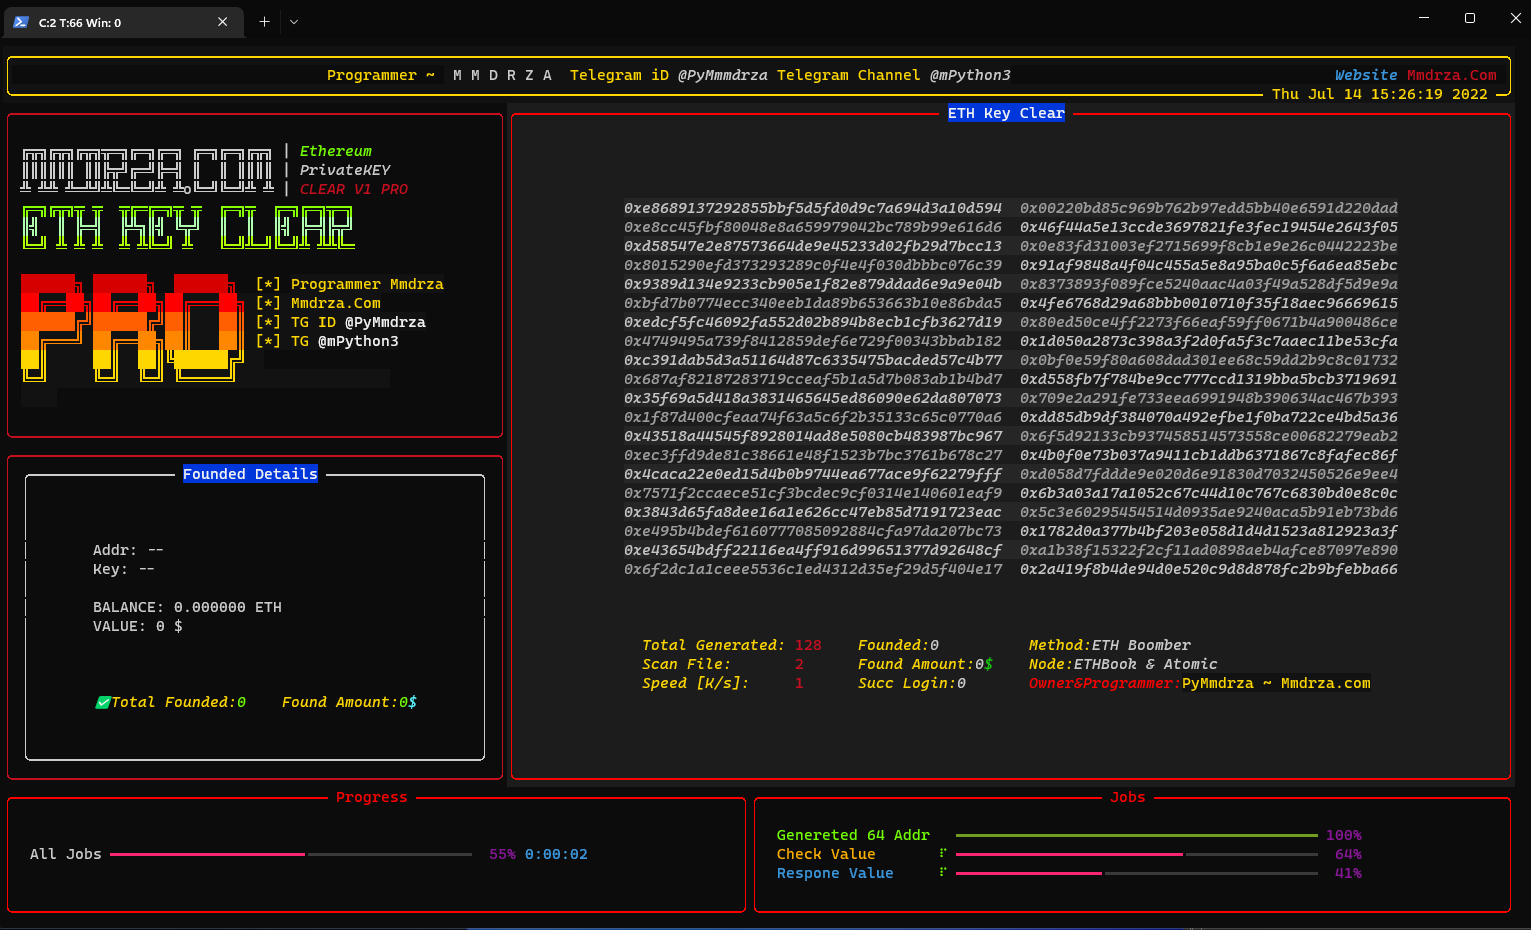 C:2 T:66 Win: 0
Programmer ~ M M D R Z A Telegram iD @PyMmmdrza Telegram Channel @mPython3
Website Mmdrza.Com
Thu Jul 14 15:26:19 2022
MMDRZA.COM | Ethereum
| PrivateKEY
| CLEAR V1 PRO
PRO
[*] Programmer Mmdrza
[*] Mmdrza.Com
[*] TG ID @PyMmdrza
[*] TG @mPython3
Founded Details
Addr: --
Key: --
BALANCE: 0.000000 ETH
VALUE: 0 $
Total Founded:0 Found Amount:0$
ETH Key Clear
0xe8689137292855bbf5d5fd0d9c7a694d3a10d594 0x00220bd85c969b762b97edd5bb40e6591d220dad
0xe8cc45fbf80048e8a659979042bc789b99e616d6 0x46f44a5e13ccde3697821fe3fec19454e2643f05
0xd58547e2e87573664de9e45233d02fb29d7bcc13 0x0e83fd31003ef2715699f8cb1e9e26c0442223be
0x8015290efd373293289c0f4e4f030dbbbc076c39 0x91af9848a4f04c455a5e8a95ba0c5f6a6ea85ebc
0x9389d134e9233cb905e1f82e879ddad6e9a9e04b 0x8373893f089fce5240aac4a03f49a528df5d9e9a
0xbfd7b0774ecc340eeb1da89b653663b10e86bda5 0x4fe6768d29a68bbb0010710f35f18aec96669615
0xedcf5fc46092fa552d02b894b8ecb1cfb3627d19 0x80ed50ce4ff2273f66eaf59ff0671b4a900486ce
0x4749495a739f8412859def6e729f00343bbab182 0x1d050a2873c398a3f2d0fa5f3c7aaec11be53cfa
0xc391dab5d3a51164d87c6335475bacded57c4b77 0x0bf0e59f80a608dad301ee68c59dd2b9c8c01732
0x687af82187283719cceaf5b1a5d7b083ab1b4bd7 0xd558fb7f784be9cc777ccd1319bba5bcb3719691
0x35f69a5d418a3831465645ed86090e62da807073 0x709e2a291fe733eea6991948b390634ac467b393
0x1f87d400cfeaa74f63a5c6f2b35133c65c0770a6 0xdd85db9df384070a492efbe1f0ba722ce4bd5a36
0x43518a44545f8928014ad8e5080cb483987bc967 0x6f5d92133cb937458514573558ce00682279eab2
0xec3ffd9de81c38661e48f1523b7bc3761b678c27 0x4b0f0e73b037a9411cb1ddb6371867c8fafec86f
0x4caca22e0ed15d4b0b9744ea677ace9f62279fff 0xd058d7fddde9e020d6e91830d7032450526e9ee4
0x7571f2ccaece51cf3bcdec9cf0314e140601eaf9 0x6b3a03a17a1052c67c44d10c767c6830bd0e8c0c
0x3843d65fa8dee16a1e626cc47eb85d7191723eac 0x5c3e60295454514d0935ae9240aca5b91eb73bd6
0xe495b4bdef6160777085092884cfa97da207bc73 0x1782d0a377b4bf203e058d1d4d1523a812923a3f
0xe43654bdff22116ea4ff916d99651377d92648cf 0xa1b38f15322f2cf11ad0898aeb4afce87097e890
0x6f2dc1a1ceee5536c1ed4312d35ef29d5f404e17 0x2a419f8b4de94d0e520c9d8d878fc2b9bfebba66
Total Generated: 128 Founded:0 Method:ETH Boomber
Scan File: 2 Found Amount:0$ Node:ETHBook & Atomic
Speed [K/s]: 1 Succ Login:0 Owner&Programmer:PyMmdrza ~ Mmdrza.com
Progress
All Jobs 55% 0:00:02
Jobs
Genereted 64 Addr 100%
Check Value 64%
Respone Value 41%